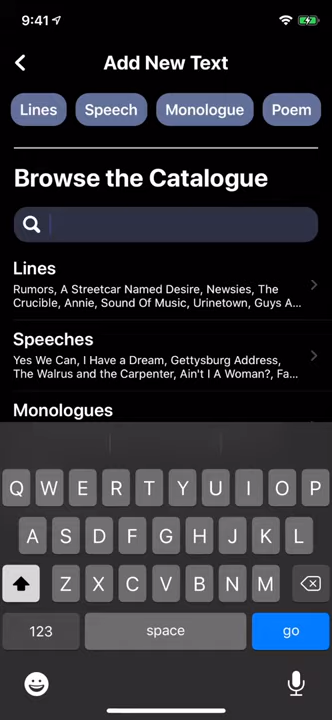 9:41
Add New Text
Lines Speech Monologue Poem
Browse the Catalogue
Lines
Rumors, A Streetcar Named Desire, Newsies, The
Crucible, Annie, Sound Of Music, Urinetown, Guys A...
Speeches
Yes We Can, I Have a Dream, Gettysburg Address,
The Walrus and the Carpenter, Ain't I A Woman?, Fa...
Monologues
Q W E R T Y U I O P
A S D F G H J K L
Z X C V B N M
123 space go